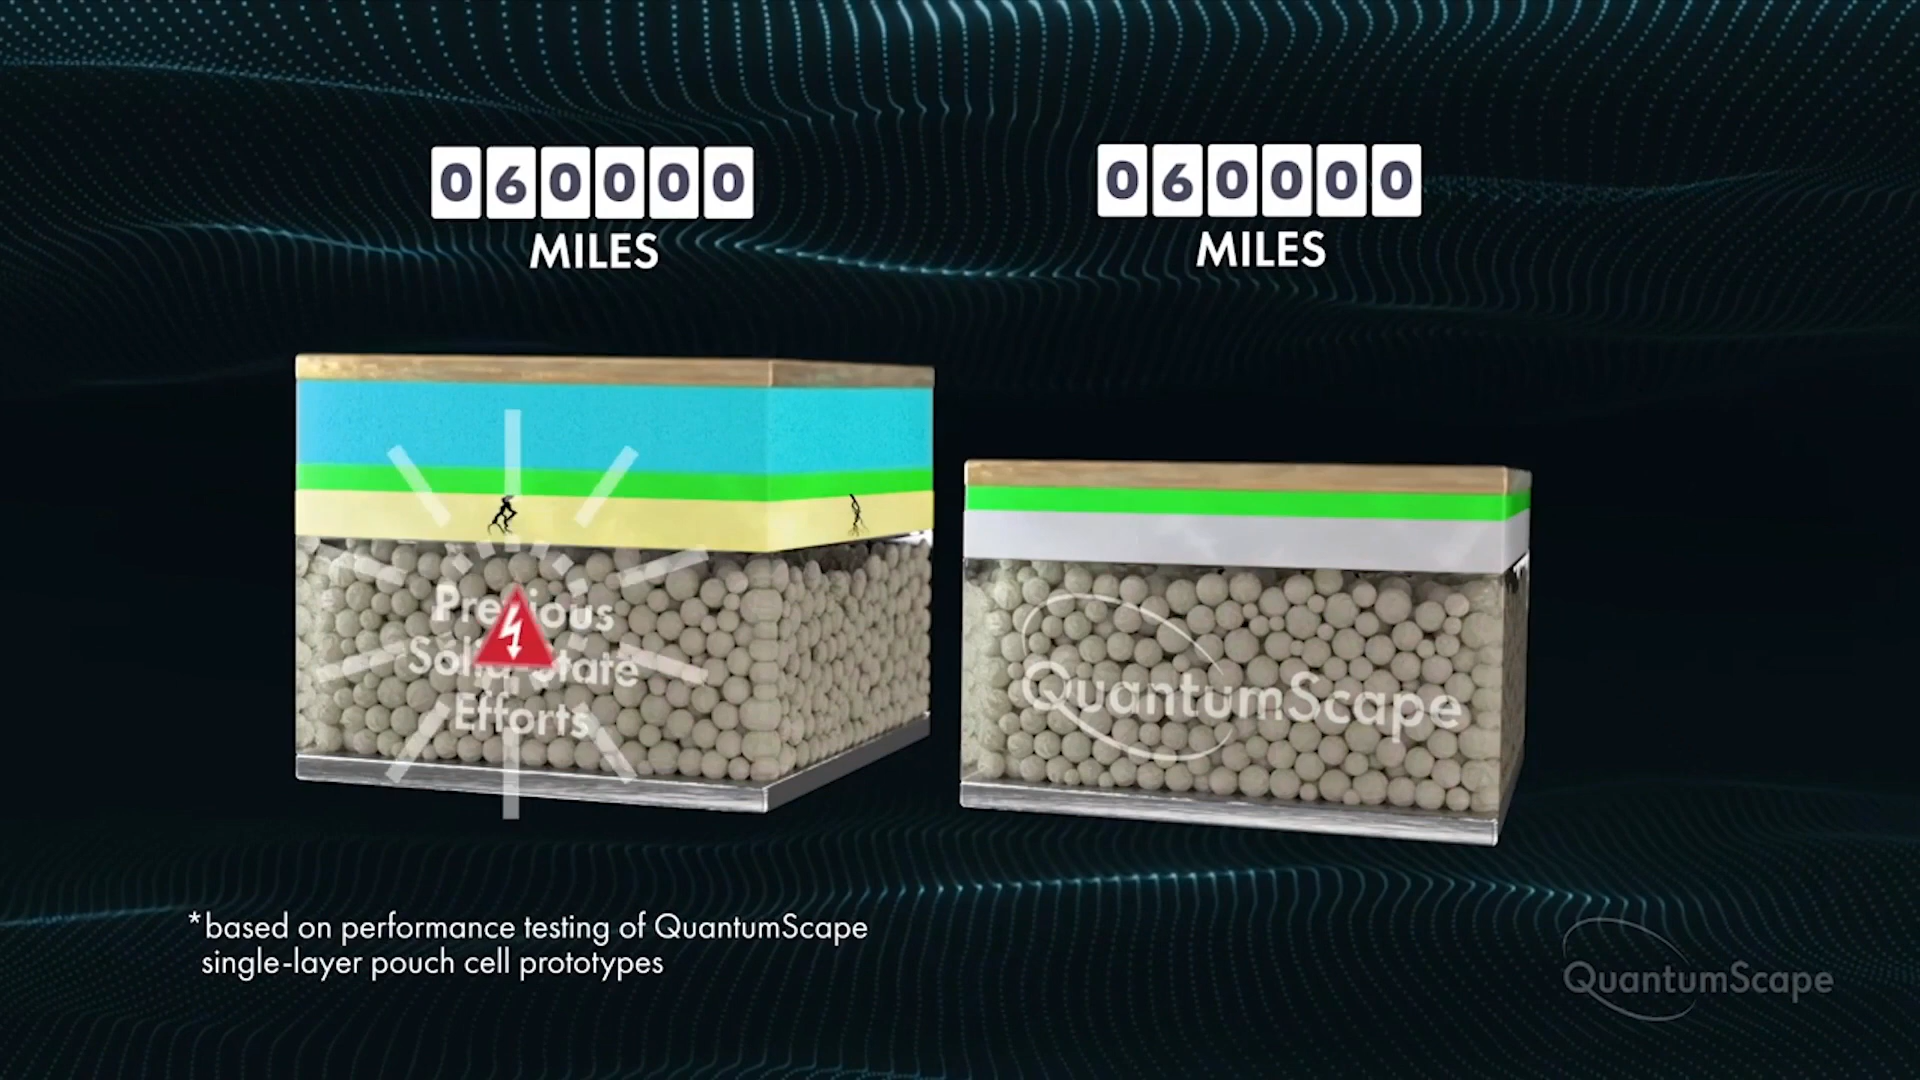 060000
MILES
060000
MILES
Previous
Solid State
Efforts
QuantumScape
*based on performance testing of QuantumScape
single-layer pouch cell prototypes
QuantumScape